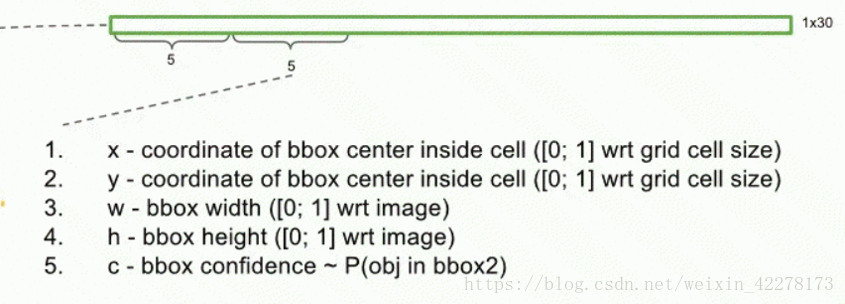 1x30
5
5
1. x - coordinate of bbox center inside cell ([0; 1] wrt grid cell size)
2. y - coordinate of bbox center inside cell ([0; 1] wrt grid cell size)
3. w - bbox width ([0; 1] wrt image)
4. h - bbox height ([0; 1] wrt image)
5. c - bbox confidence ~ P(obj in bbox2)
https://blog.csdn.net/weixin_42278173